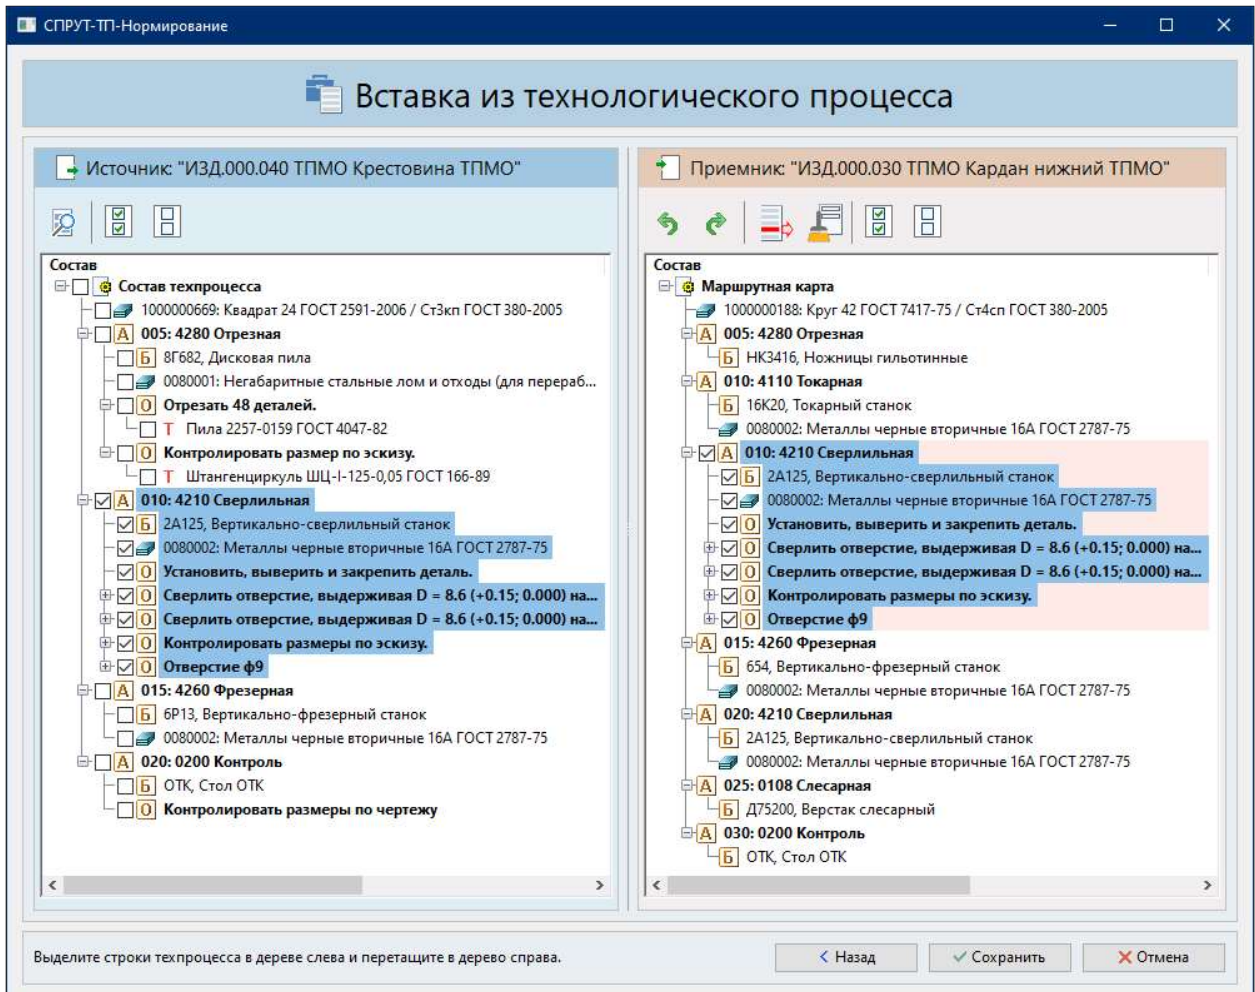 СПРУТ-ТП-Нормирование
Вставка из технологического процесса
Источник: "ИЗД.000.040 ТПМО Крестовина ТПМО"
Состав
Состав техпроцесса
1000000669: Квадрат 24 ГОСТ 2591-2006 / Ст3кп ГОСТ 380-2005
А 005: 4280 Отрезная
Б 8Г682, Дисковая пила
0080001: Негабаритные стальные лом и отходы (для перераб...
О Отрезать 48 деталей.
Т Пила 2257-0159 ГОСТ 4047-82
О Контролировать размер по эскизу.
Т Штангенциркуль ШЦ-I-125-0,05 ГОСТ 166-89
А 010: 4210 Сверлильная
Б 2А125, Вертикально-сверлильный станок
0080002: Металлы черные вторичные 16А ГОСТ 2787-75
О Установить, выверить и закрепить деталь.
О Сверлить отверстие, выдерживая D = 8.6 (+0.15; 0.000) на...
О Сверлить отверстие, выдерживая D = 8.6 (+0.15; 0.000) на...
О Контролировать размеры по эскизу.
О Отверстие ф9
А 015: 4260 Фрезерная
Б 6Р13, Вертикально-фрезерный станок
0080002: Металлы черные вторичные 16А ГОСТ 2787-75
А 020: 0200 Контроль
Б ОТК, Стол ОТК
О Контролировать размеры по чертежу
Приемник: "ИЗД.000.030 ТПМО Кардан нижний ТПМО"
Состав
Маршрутная карта
1000000188: Круг 42 ГОСТ 7417-75 / Ст4сп ГОСТ 380-2005
А 005: 4280 Отрезная
Б НК3416, Ножницы гильотинные
А 010: 4110 Токарная
Б 16К20, Токарный станок
0080002: Металлы черные вторичные 16А ГОСТ 2787-75
А 010: 4210 Сверлильная
Б 2А125, Вертикально-сверлильный станок
0080002: Металлы черные вторичные 16А ГОСТ 2787-75
О Установить, выверить и закрепить деталь.
О Сверлить отверстие, выдерживая D = 8.6 (+0.15; 0.000) на...
О Сверлить отверстие, выдерживая D = 8.6 (+0.15; 0.000) на...
О Контролировать размеры по эскизу.
О Отверстие ф9
А 015: 4260 Фрезерная
Б 654, Вертикально-фрезерный станок
0080002: Металлы черные вторичные 16А ГОСТ 2787-75
А 020: 4210 Сверлильная
Б 2А125, Вертикально-сверлильный станок
0080002: Металлы черные вторичные 16А ГОСТ 2787-75
А 025: 0108 Слесарная
Б Д75200, Верстак слесарный
А 030: 0200 Контроль
Б ОТК, Стол ОТК
Выделите строки техпроцесса в дереве слева и перетащите в дерево справа.
Назад
Сохранить
Отмена